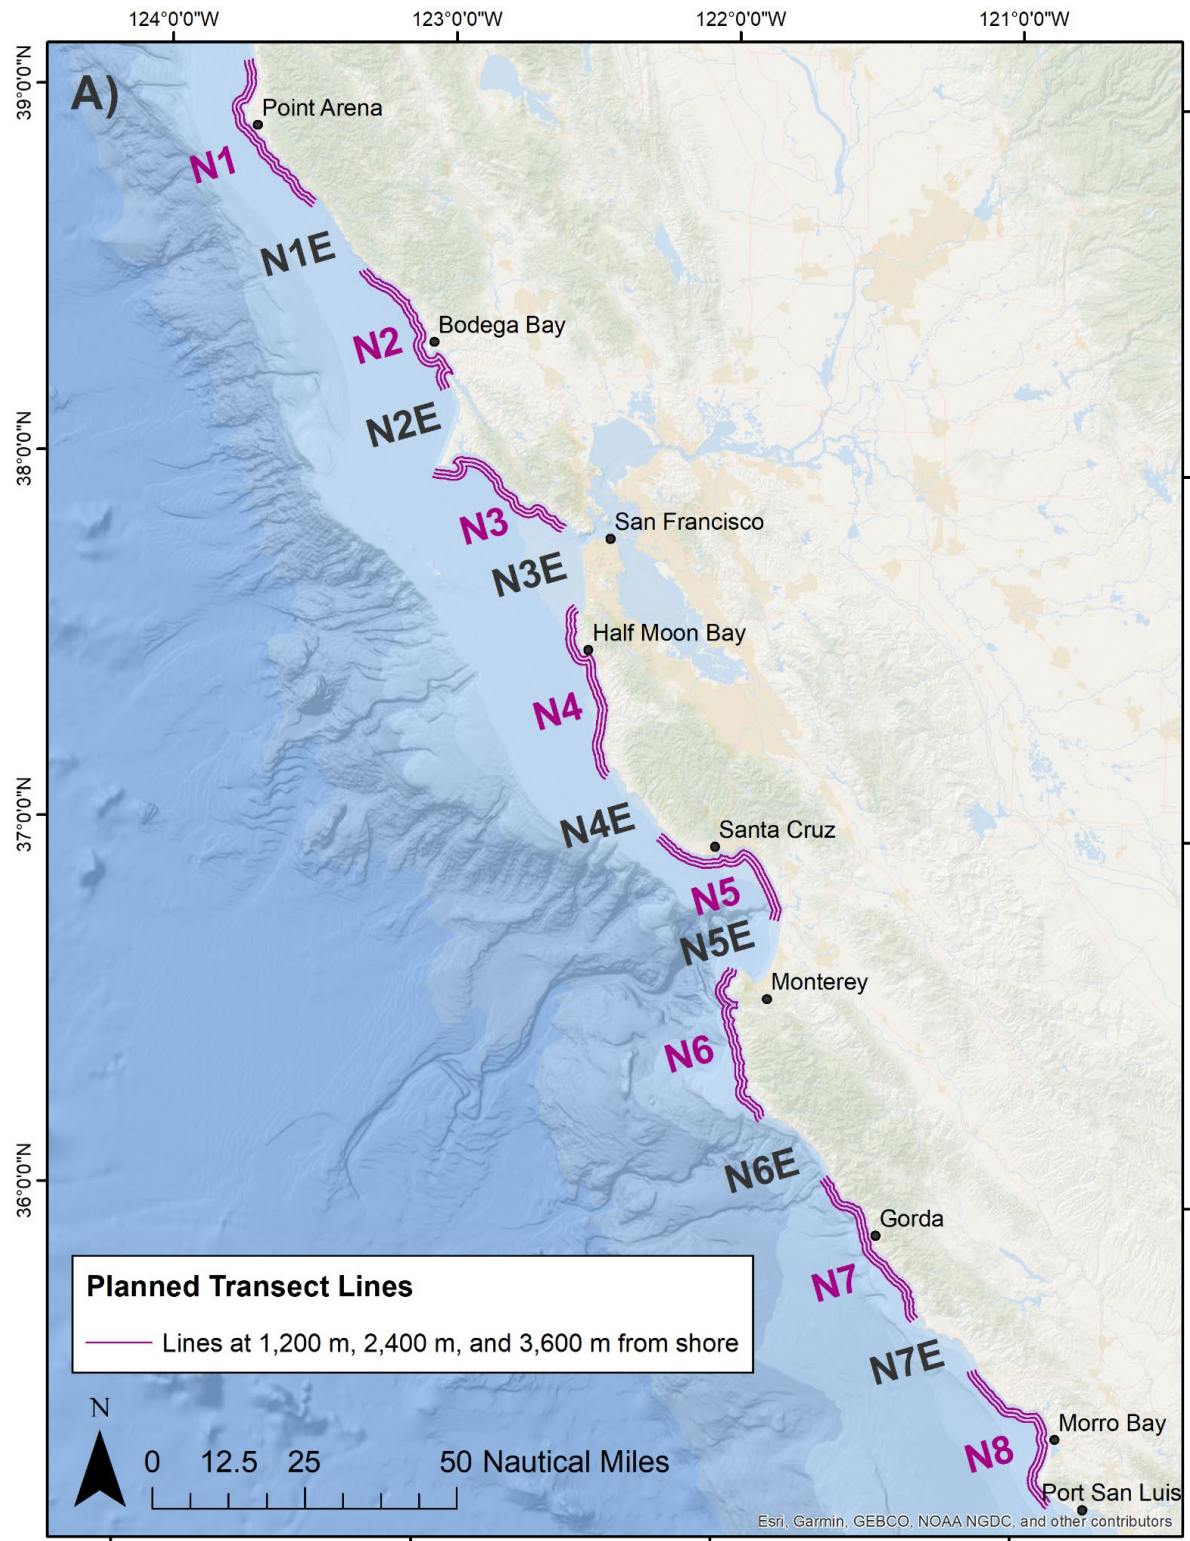 124°0'0"W 123°0'0"W 122°0'0"W 121°0'0"W
39°0'0"N
A)
Point Arena
N1
N1E
Bodega Bay
N2
N2E
38°0'0"N
San Francisco
N3
N3E
Half Moon Bay
N4
37°0'0"N
N4E
Santa Cruz
N5
N5E
Monterey
N6
36°0'0"N
N6E
Gorda
N7
N7E
Planned Transect Lines
Lines at 1,200 m, 2,400 m, and 3,600 m from shore
Morro Bay
N8
Port San Luis
N
0 12.5 25 50 Nautical Miles
Esri, Garmin, GEBCO, NOAA NGDC, and other contributors